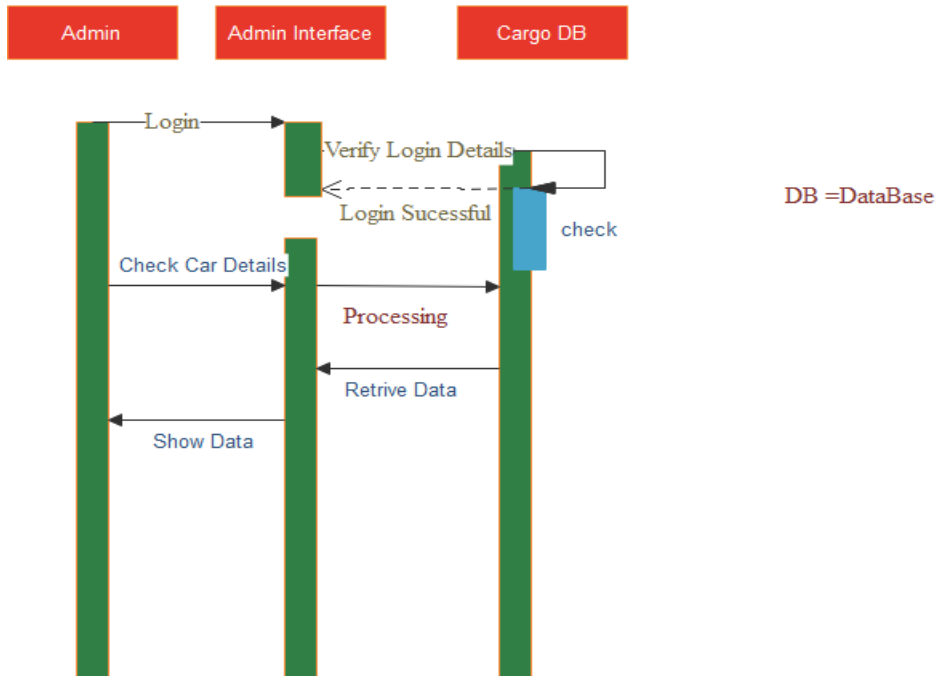 Admin
Admin Interface
Cargo DB
Login
Verify Login Details
Login Sucessful
DB =DataBase
check
Check Car Details
Processing
Retrive Data
Show Data